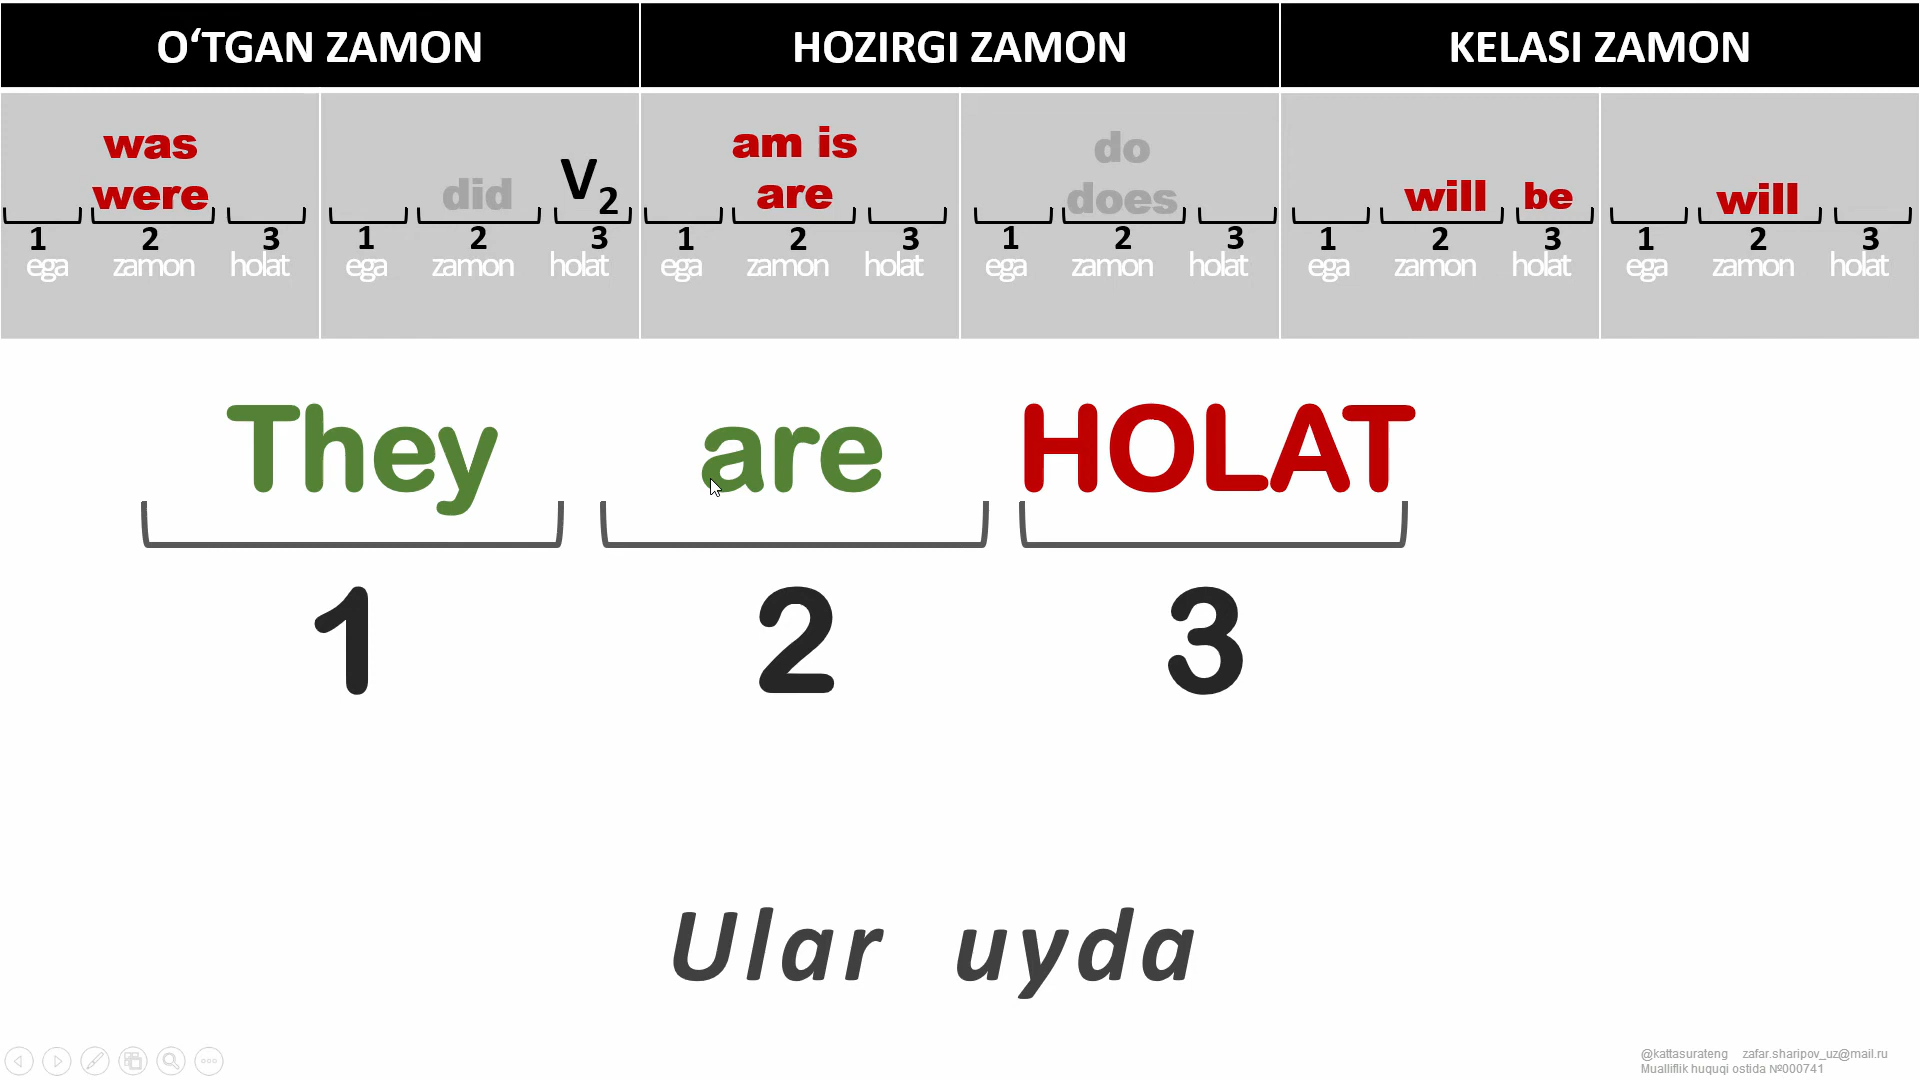 O‘TGAN ZAMON HOZIRGI ZAMON KELASI ZAMON
was
were
did V2
am is
are
do
does
will be
will
1 2 3 1 2 3 1 2 3 1 2 3 1 2 3 1 2 3
ega zamon holat ega zamon holat ega zamon holat ega zamon holat ega zamon holat ega zamon holat
They are HOLAT
1 2 3
Ular uyda
@kattasurateng zafar.sharipov_uz@mail.ru
Mualliflik huquqi ostida №000741